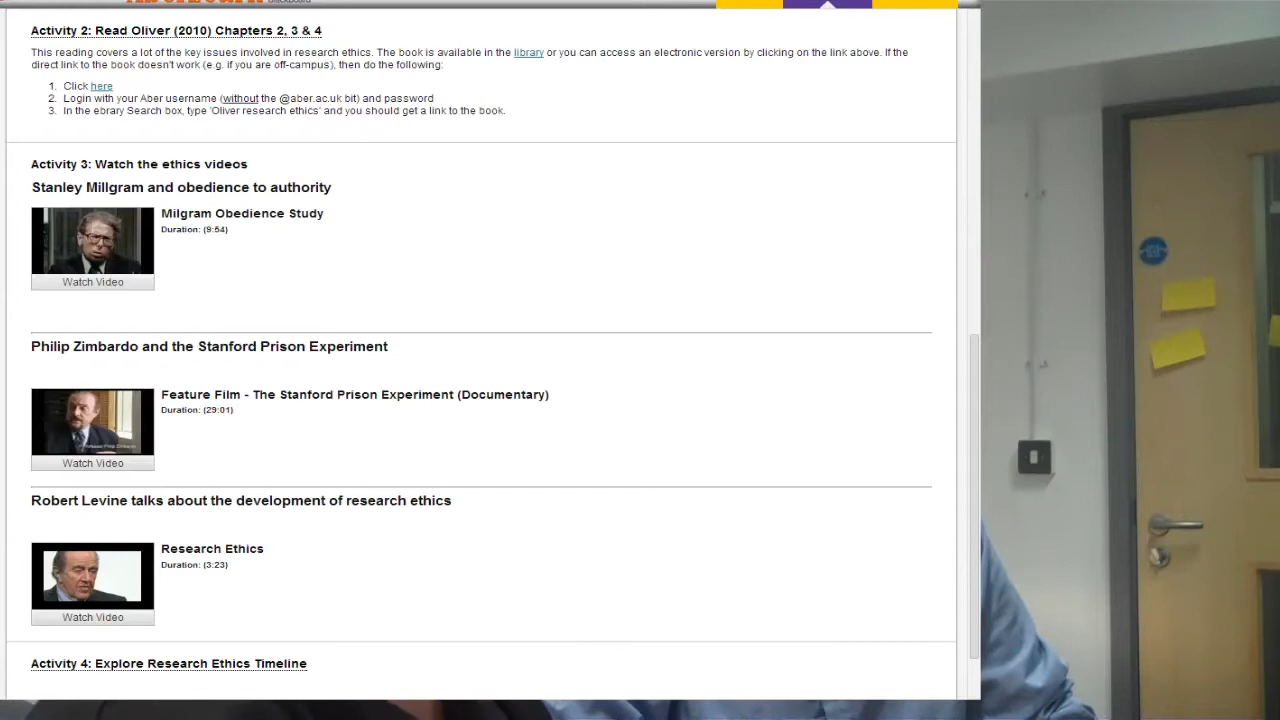 Activity 2: Read Oliver (2010) Chapters 2, 3 & 4
This reading covers a lot of the key issues involved in research ethics. The book is available in the library or you can access an electronic version by clicking on the link above. If the
direct link to the book doesn't work (e.g. if you are off-campus), then do the following:
1. Click here
2. Login with your Aber username (without the @aber.ac.uk bit) and password
3. In the ebrary Search box, type 'Oliver research ethics' and you should get a link to the book.
Activity 3: Watch the ethics videos
Stanley Millgram and obedience to authority
Milgram Obedience Study
Duration: (9:54)
Watch Video
Philip Zimbardo and the Stanford Prison Experiment
Feature Film - The Stanford Prison Experiment (Documentary)
Duration: (29:01)
Watch Video
Robert Levine talks about the development of research ethics
Research Ethics
Duration: (3:23)
Watch Video
Activity 4: Explore Research Ethics Timeline